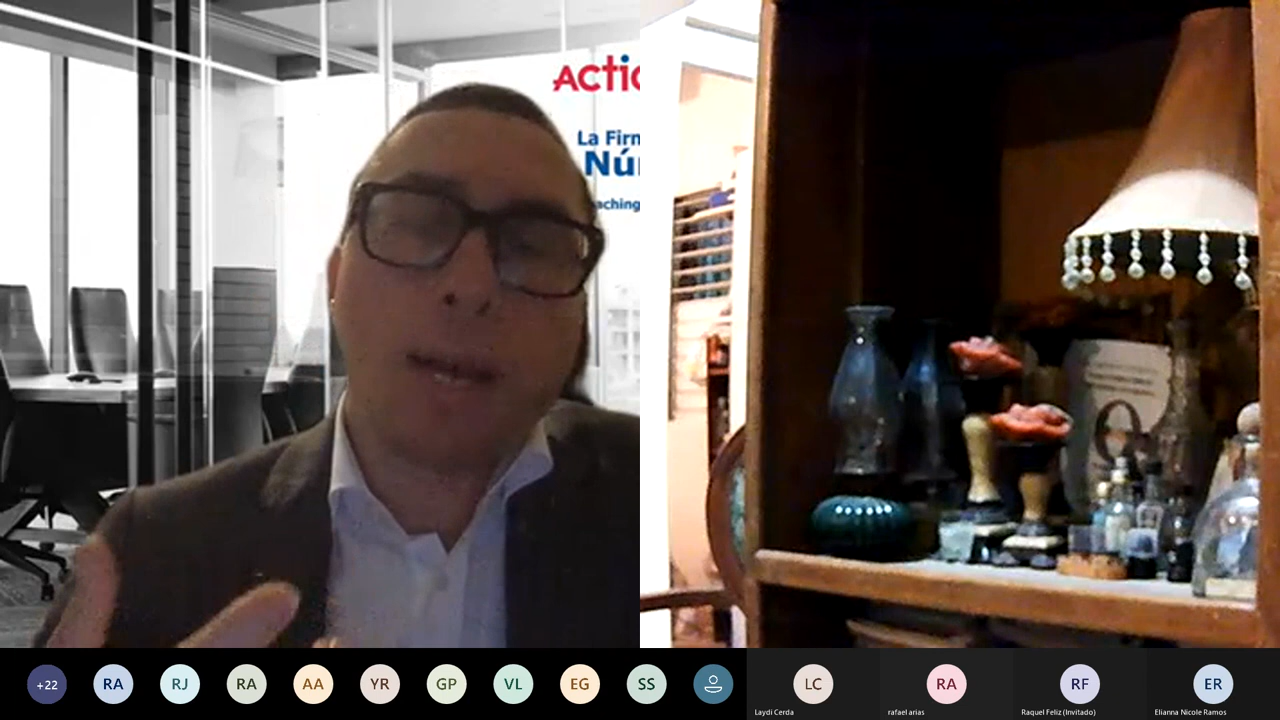 Actio
La Firm
Núm
aching
+22
RA
RJ
RA
AA
YR
GP
VL
EG
SS
LC
RA
RF
ER
Laydi Cerda
rafael arias
Raquel Feliz (Invitado)
Elianna Nicole Ramos